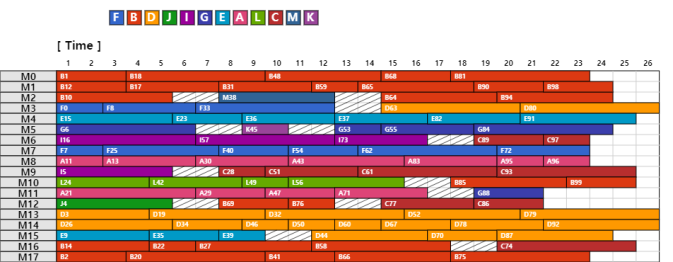 F B D J I G E A L C M K
[ Time ]
1 2 3 4 5 6 7 8 9 10 11 12 13 14 15 16 17 18 19 20 21 22 23 24 25 26
M0 B1 B18 B48 B68 B81
M1 B12 B17 B31 B59 B65 B90 B98
M2 B10 M38 B64 B94
M3 F0 F8 F33 D63 D80
M4 E15 E23 E36 E37 E82 E91
M5 G6 K45 G53 G55 G84
M6 I16 I57 I73 C89 C97
M7 F7 F25 F40 F54 F62 F72
M8 A11 A13 A30 A43 A83 A95 A96
M9 I5 C28 C51 C61 C93
M10 L24 L42 L49 L56 B85 B99
M11 A21 A29 A47 A71 G88
M12 J4 B69 B76 C77 C86
M13 D3 D19 D32 D52 D79
M14 D26 D34 D46 D50 D60 D67 D78 D92
M15 E9 E35 E39 D44 D70 D87
M16 B14 B22 B27 B58 C74
M17 B2 B20 B41 B66 B75